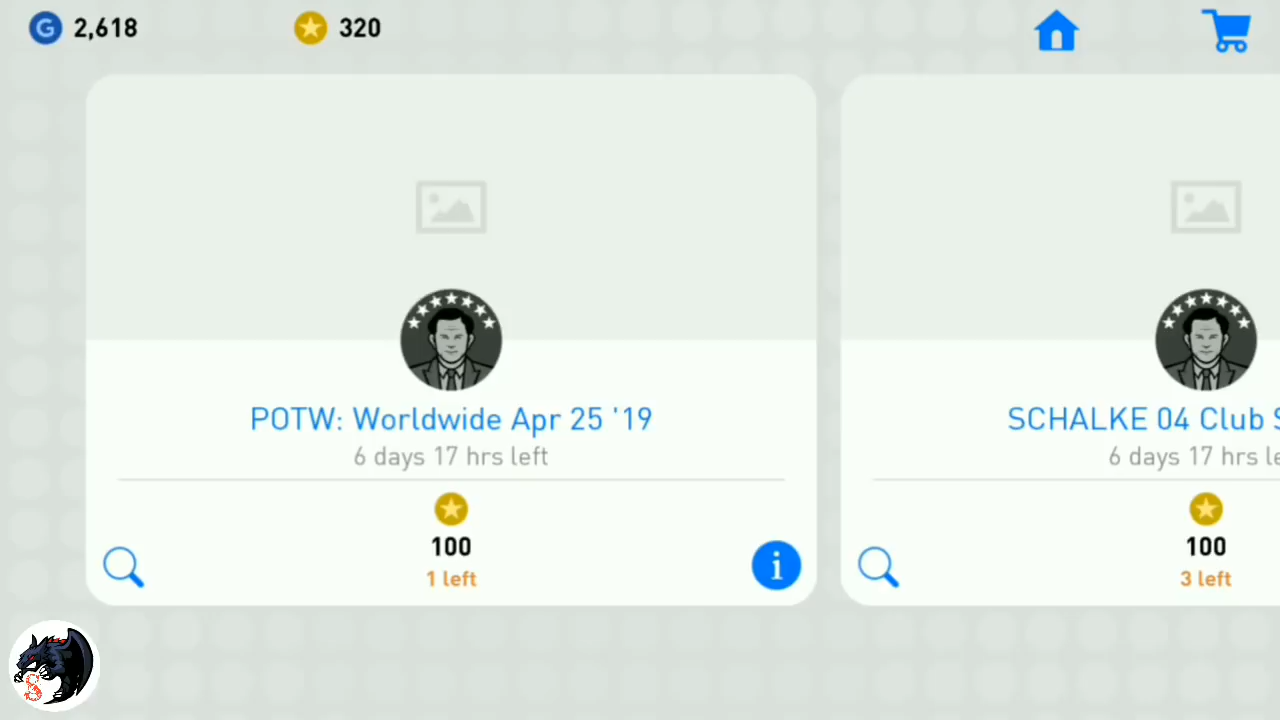 G 2,618 320
POTW: Worldwide Apr 25 '19
6 days 17 hrs left
100
1 left
i
SCHALKE 04 Club S
6 days 17 hrs le
100
3 left
S